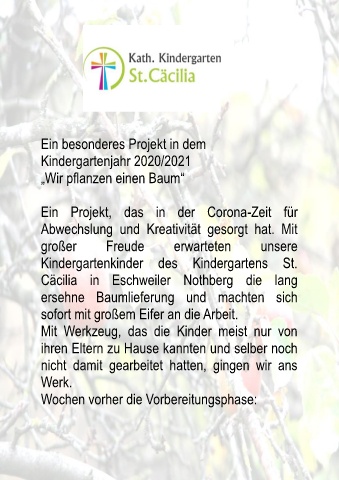 Kath. Kindergarten
St.Cäcilia
Ein besonderes Projekt in dem
Kindergartenjahr 2020/2021
„Wir pflanzen einen Baum“
Ein Projekt, das in der Corona-Zeit für
Abwechslung und Kreativität gesorgt hat. Mit
großer Freude erwarteten unsere
Kindergartenkinder des Kindergartens St.
Cäcilia in Eschweiler Nothberg die lang
ersehne Baumlieferung und machten sich
sofort mit großem Eifer an die Arbeit.
Mit Werkzeug, das die Kinder meist nur von
ihren Eltern zu Hause kannten und selber noch
nicht damit gearbeitet hatten, gingen wir ans
Werk.
Wochen vorher die Vorbereitungsphase: